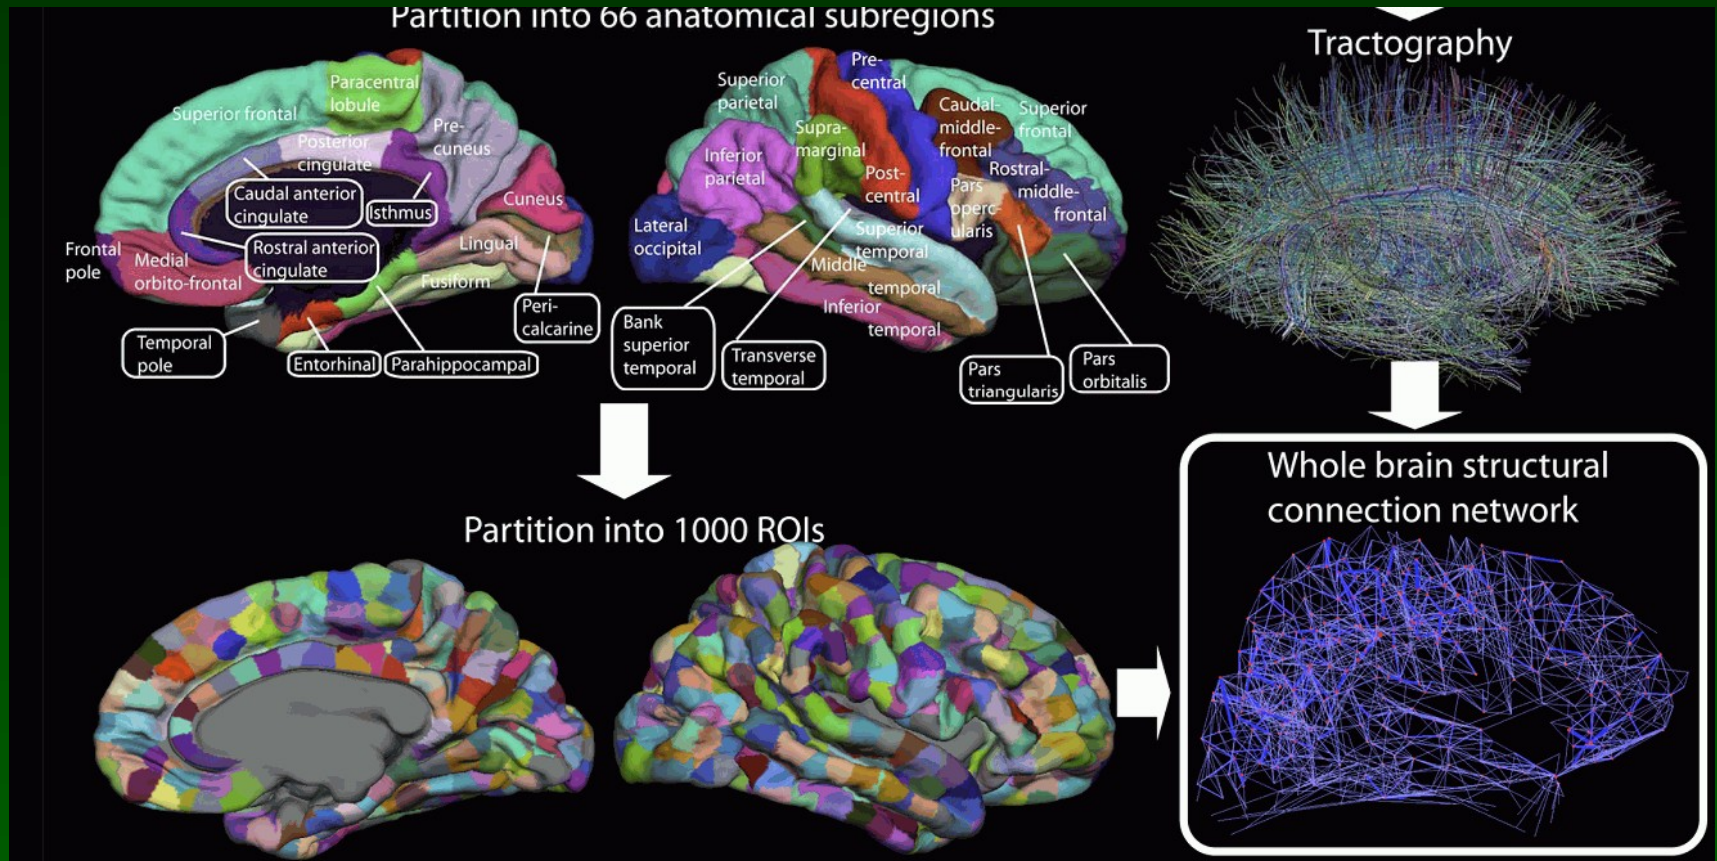 Partition into 66 anatomical subregions
Tractography
Superior frontal
Paracentral
lobule
Posterior
cingulate
Pre-
cuneus
Cuneus
Caudal anterior
cingulate
Isthmus
Rostral anterior
cingulate
Frontal
pole
Medial
orbito-frontal
Lingual
Fusiform
Peri-
calcarine
Temporal
pole
Entorhinal
Parahippocampal
Superior
parietal
Pre-
central
Caudal-
middle-
frontal
Superior
frontal
Supra-
marginal
Inferior
parietal
Post-
central
Rostral-
middle-
frontal
Pars
operc-
ularis
Lateral
occipital
Superior
temporal
Middle
temporal
Inferior
temporal
Bank
superior
temporal
Transverse
temporal
Pars
triangularis
Pars
orbitalis
Partition into 1000 ROIs
Whole brain structural
connection network